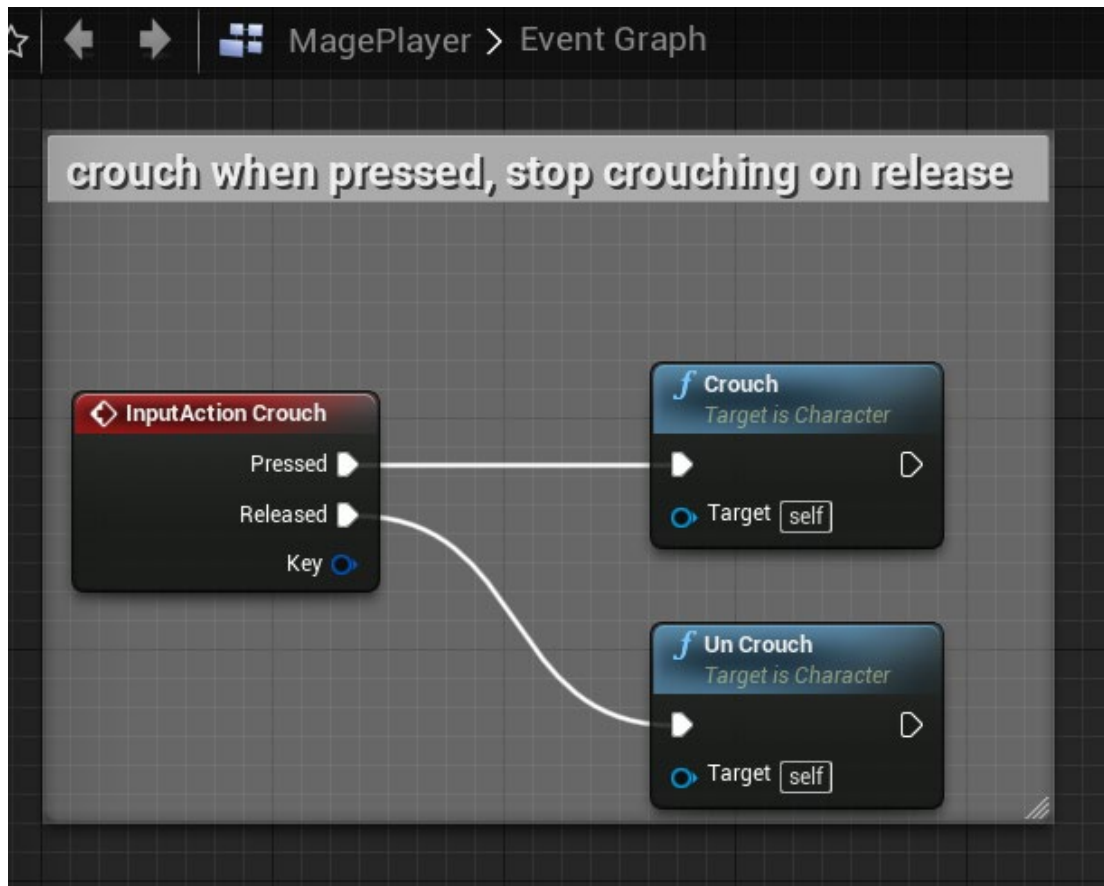 MagePlayer > Event Graph
crouch when pressed, stop crouching on release
InputAction Crouch
Pressed
Released
Key
f Crouch
Target is Character
Target self
f Un Crouch
Target is Character
Target self